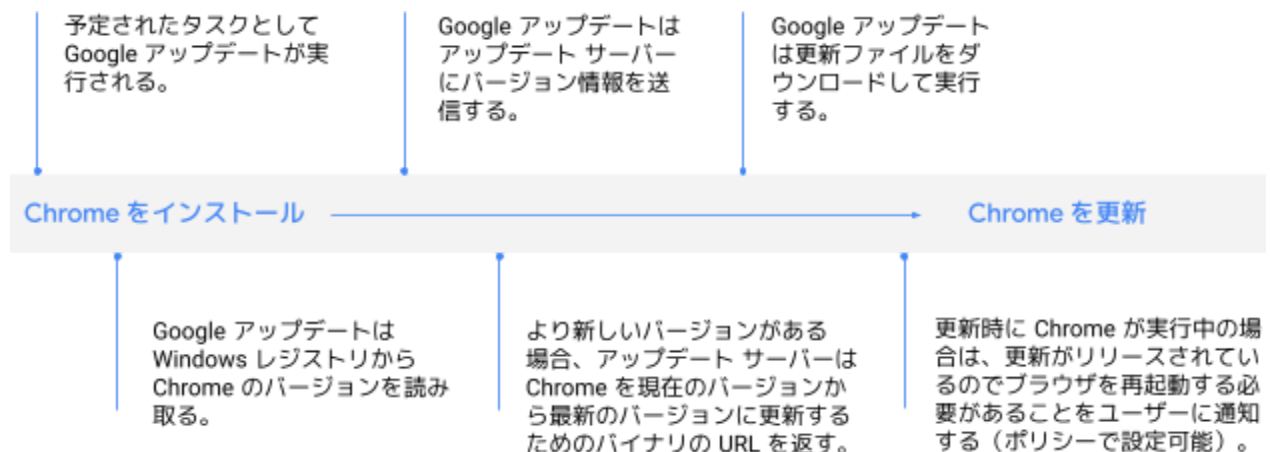 予定されたタスクとして
Google アップデートが実
行される。
Google アップデートは
アップデート サーバー
にバージョン情報を送
信する。
Google アップデート
は更新ファイルをダ
ウンロードして実行
する。
Chrome をインストール
Chrome を更新
Google アップデートは
Windows レジストリから
Chrome のバージョンを読み
取る。
より新しいバージョンがある
場合、アップデート サーバーは
Chrome を現在のバージョンか
ら最新のバージョンに更新する
ためのバイナリの URL を返す。
更新時に Chrome が実行中の場
合は、更新がリリースされてい
るのでブラウザを再起動する必
要があることをユーザーに通知
する（ポリシーで設定可能）。